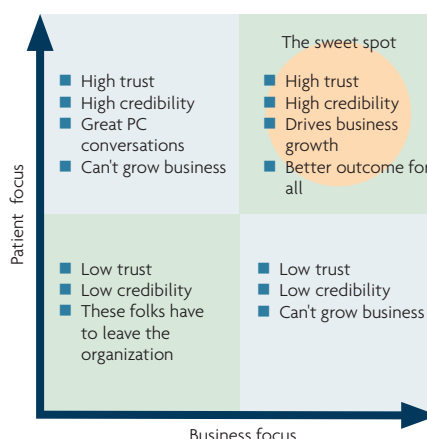 The sweet spot
High trust
High credibility
Great PC
conversations
Can't grow business
High trust
High credibility
Drives business
growth
Better outcome for
all
Patient focus
Low trust
Low credibility
These folks have
to leave the
organization
Low trust
Low credibility
Can't grow business
Business focus